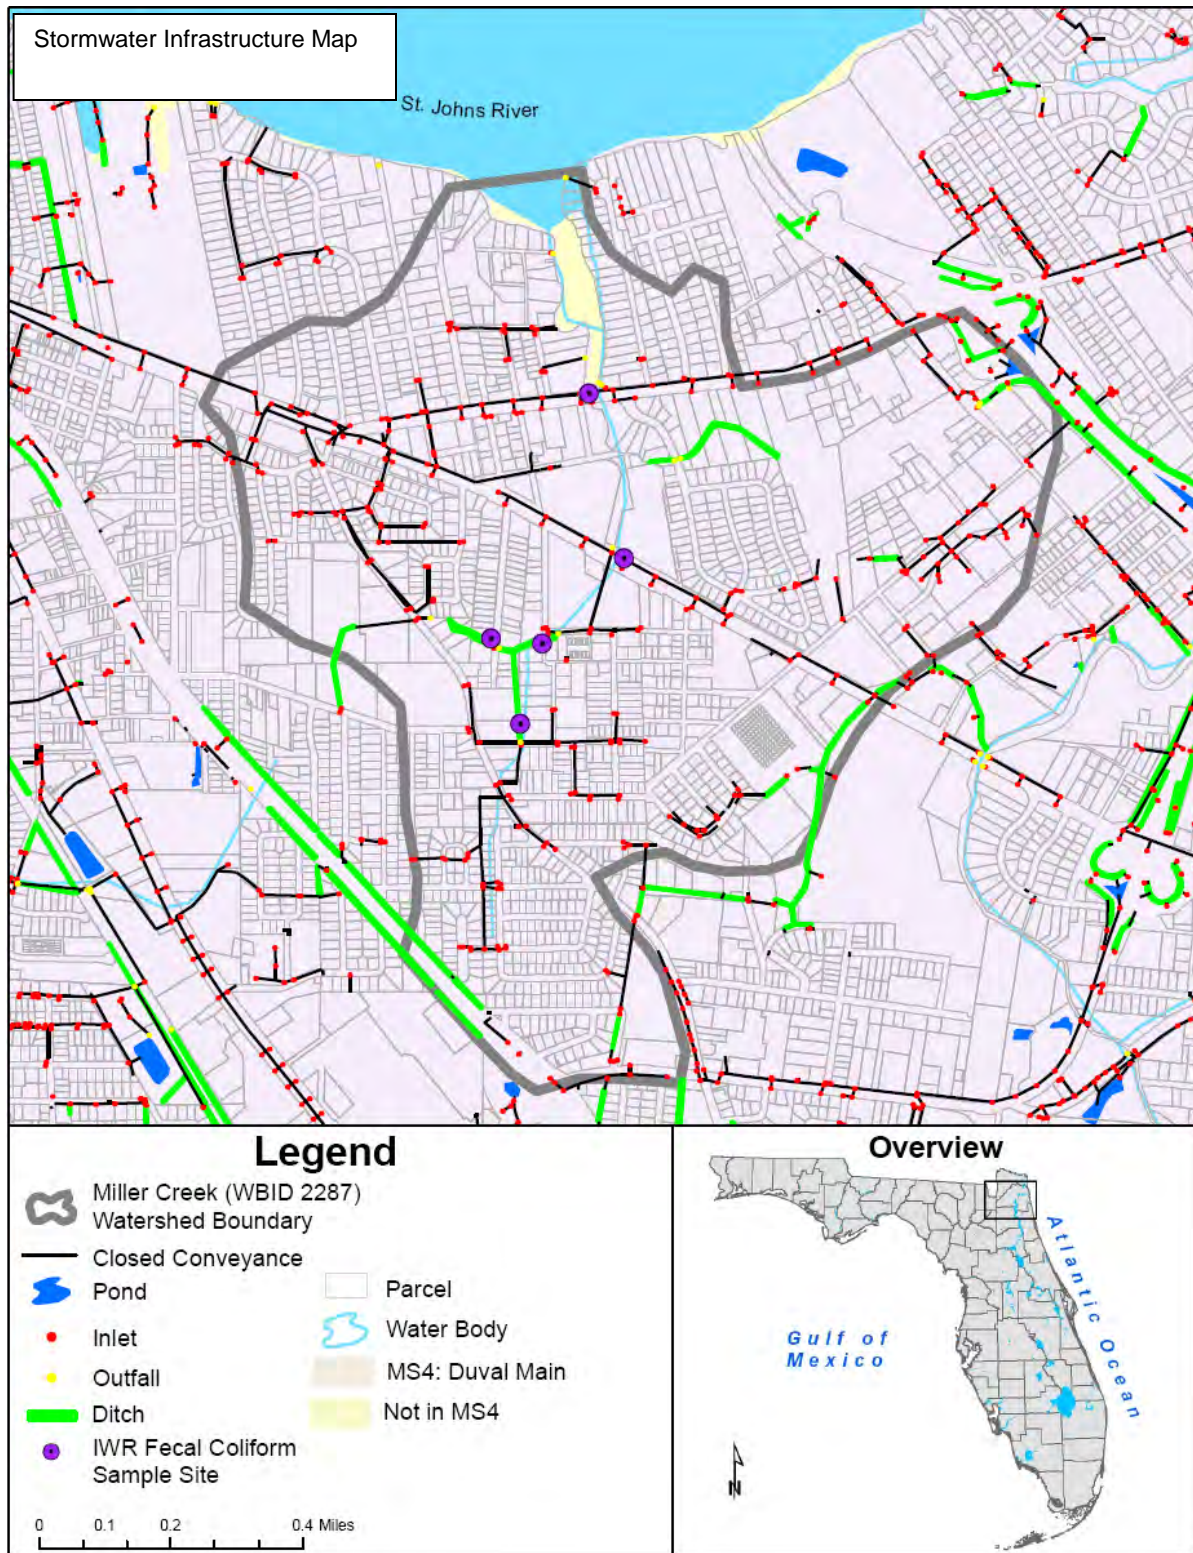 Stormwater Infrastructure Map
St. Johns River
Legend
Miller Creek (WBID 2287)
Watershed Boundary
Closed Conveyance
Pond
Inlet
Outfall
Ditch
IWR Fecal Coliform
Sample Site
Parcel
Water Body
MS4: Duval Main
Not in MS4
0 0.1 0.2 0.4 Miles
Overview
Atlantic Ocean
Gulf of
Mexico
N